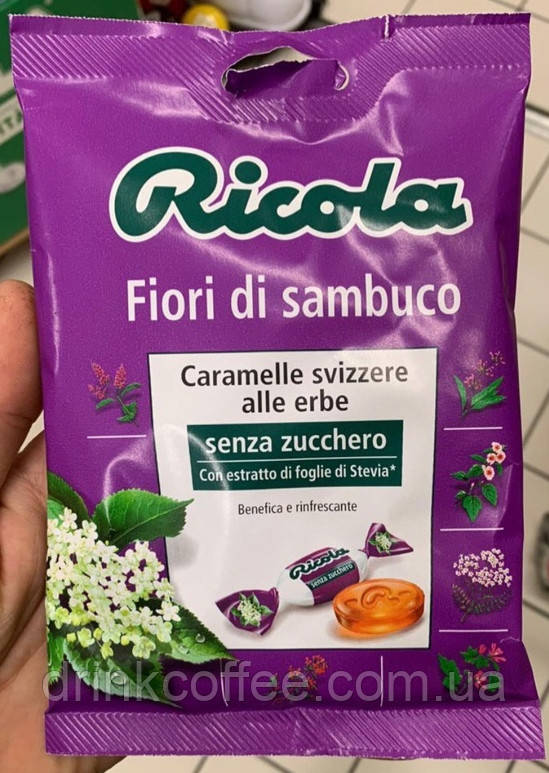 Ricola
Fiori di sambuco
Caramelle svizzere
alle erbe
senza zucchero
Con estratto di foglie di Stevia*
Benefica e rinfrescante
Ricola
senza zucchero
drinkcoffee.com.ua